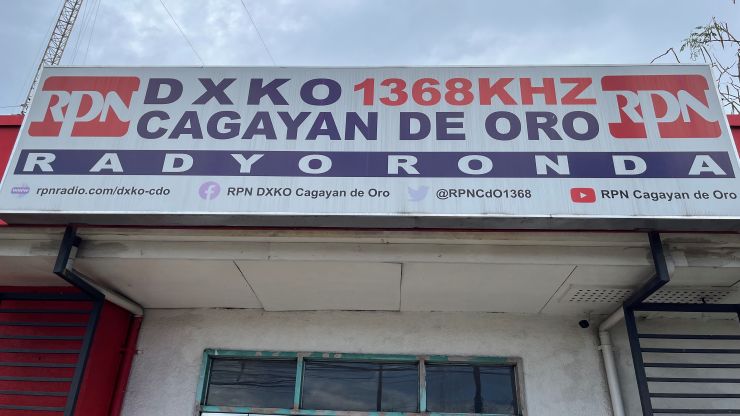 RPN DXKO 1368KHZ RPN
CAGAYAN DE ORO
RADYO RONDA
www rpnradio.com/dxko-cdo RPN DXKO Cagayan de Oro @RPNCdO1368 RPN Cagayan de Oro